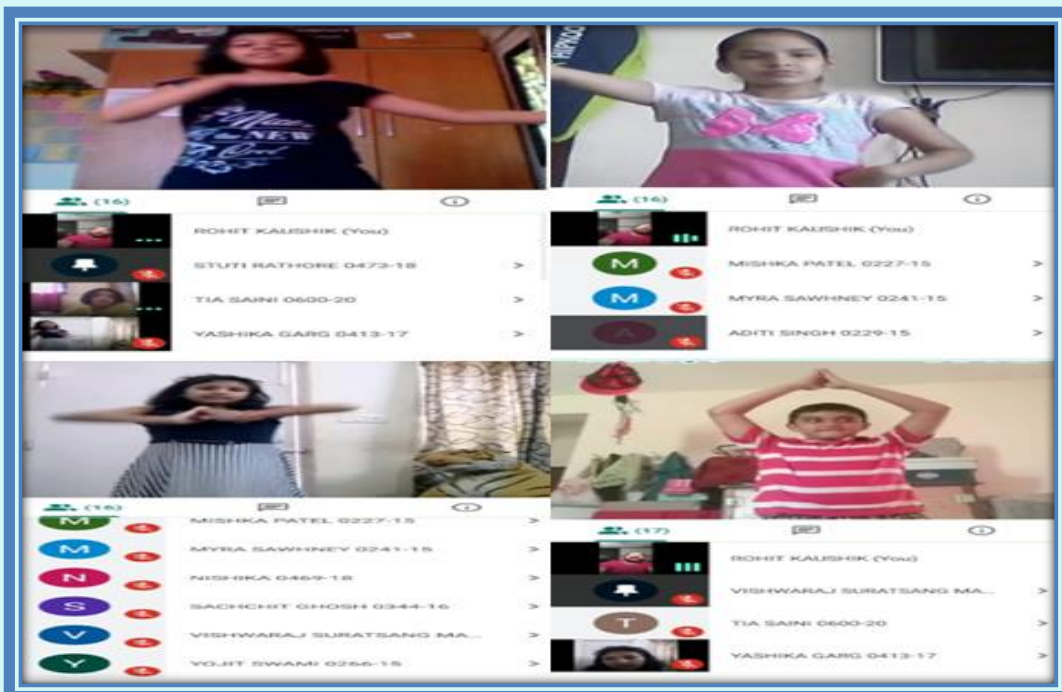 NEW
(16)
ROHIT KAUSHIK (You)
STUTI RATHORE 0473-18
TIA SAINI 0600-20
YASHIKA GARG 0413-17
HIPKOO
(16)
ROHIT KAUSHIK (You)
MISHKA PATEL 0227-15
MYRA SAWHNEY 0241-15
ADITI SINGH 0229-15
(16)
MISHKA PATEL 0227-15
MYRA SAWHNEY 0241-15
NISHIKA 0469-18
SACHCHIT GHOSH 0344-16
VISHWARAJ SURATSANG MA...
YOJIT SWAMI 0266-15
(17)
ROHIT KAUSHIK (You)
VISHWARAJ SURATSANG MA...
TIA SAINI 0600-20
YASHIKA GARG 0413-17